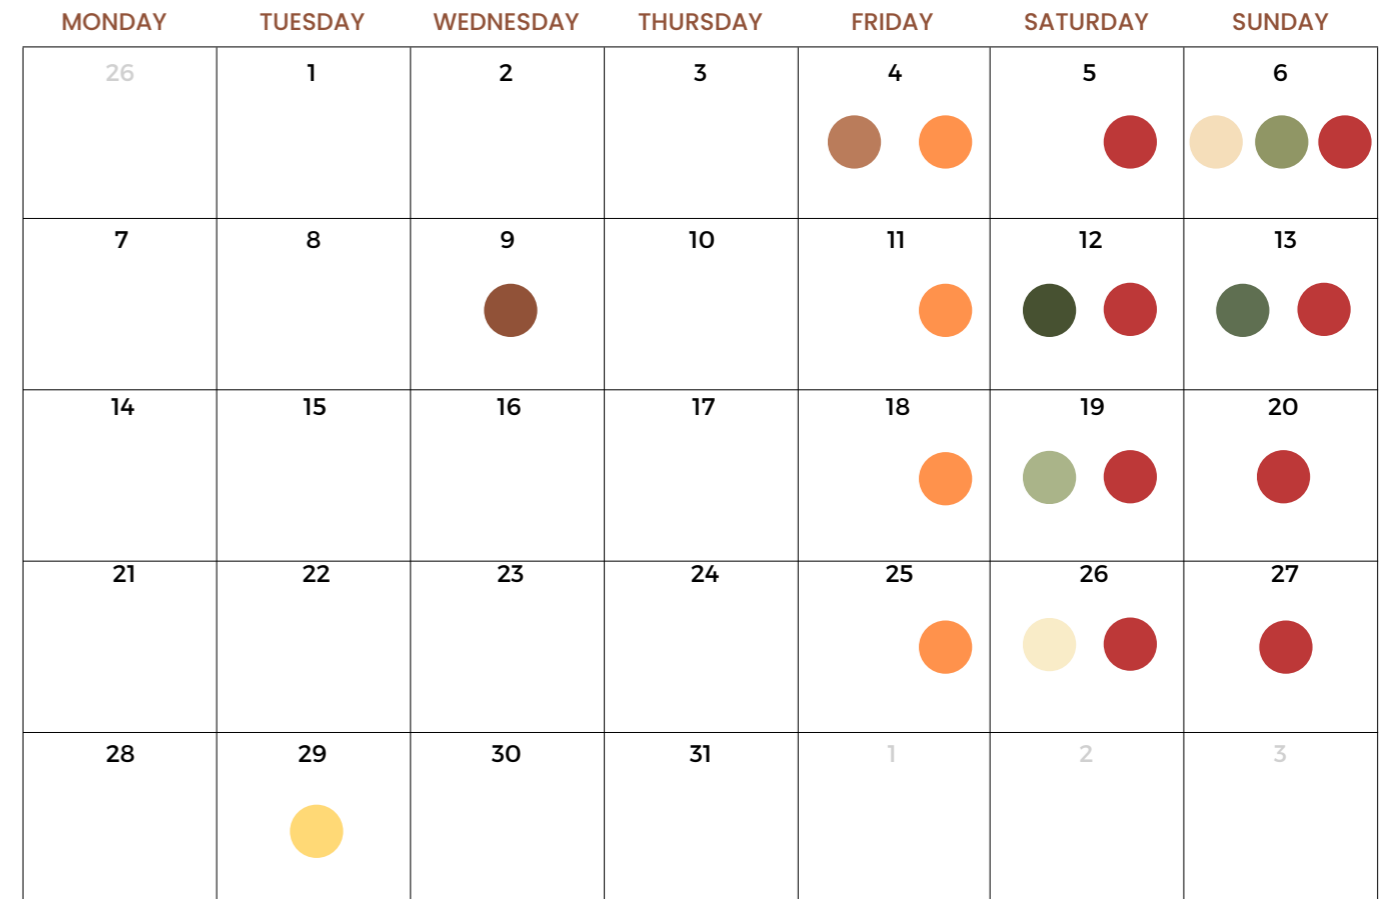 MONDAY TUESDAY WEDNESDAY THURSDAY FRIDAY SATURDAY SUNDAY
26 1 2 3 4 5 6
7 8 9 10 11 12 13
14 15 16 17 18 19 20
21 22 23 24 25 26 27
28 29 30 31 1 2 3